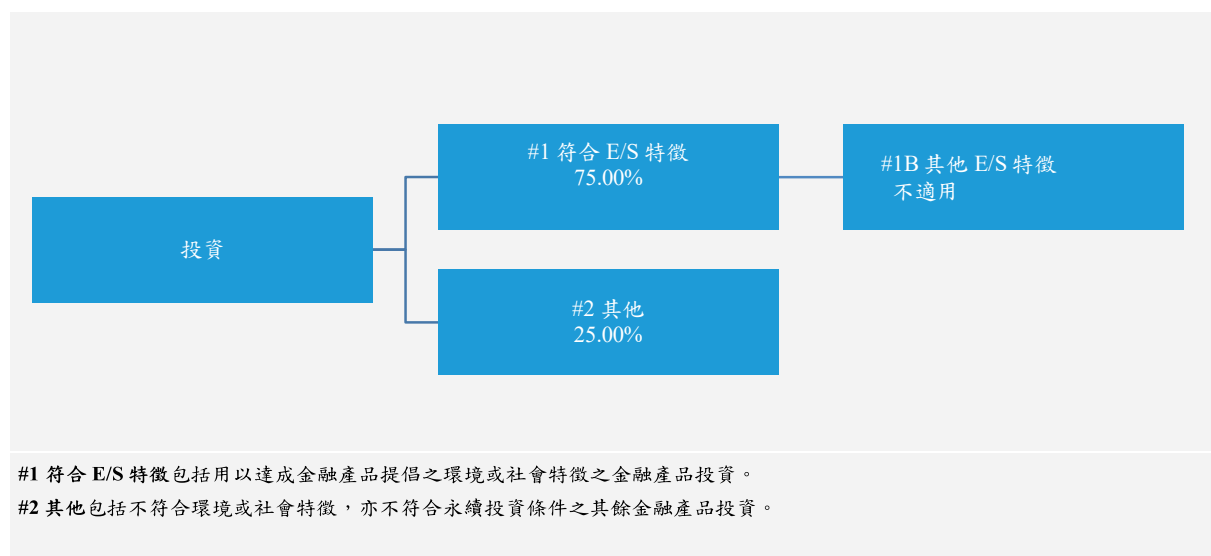 投資
#1 符合 E/S 特徵
75.00%
#1B 其他 E/S 特徵
不適用
#2 其他
25.00%
#1 符合 E/S 特徵包括用以達成金融產品提倡之環境或社會特徵之金融產品投資。
#2 其他包括不符合環境或社會特徵，亦不符合永續投資條件之其餘金融產品投資。